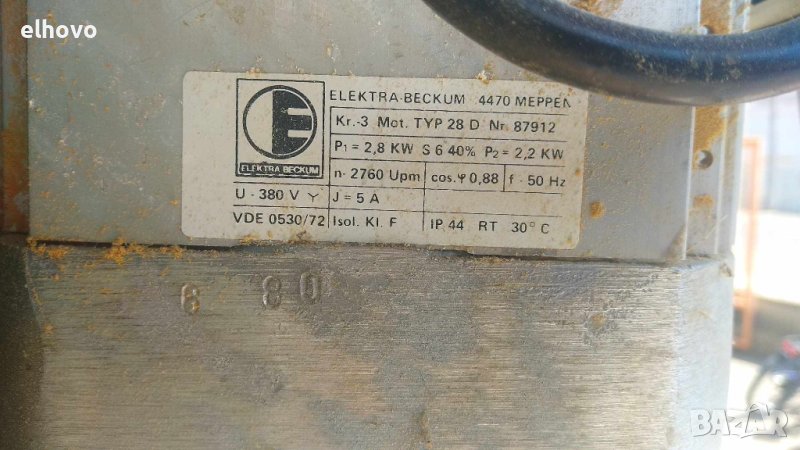 elhovo
ELEKTRA-BECKUM 4470 MEPPEN
Kr.-3 Mot. TYP 28 D Nr. 87912
P1 = 2,8 KW S 6 40% P2 = 2,2 KW
E
ELEKTRA BECKUM
n· 2760 Upm cos.φ 0,88 f · 50 Hz
U · 380 V Y J = 5 A
VDE 0530/72 Isol. Kl. F IP 44 RT 30° C
6 80
BAZAR